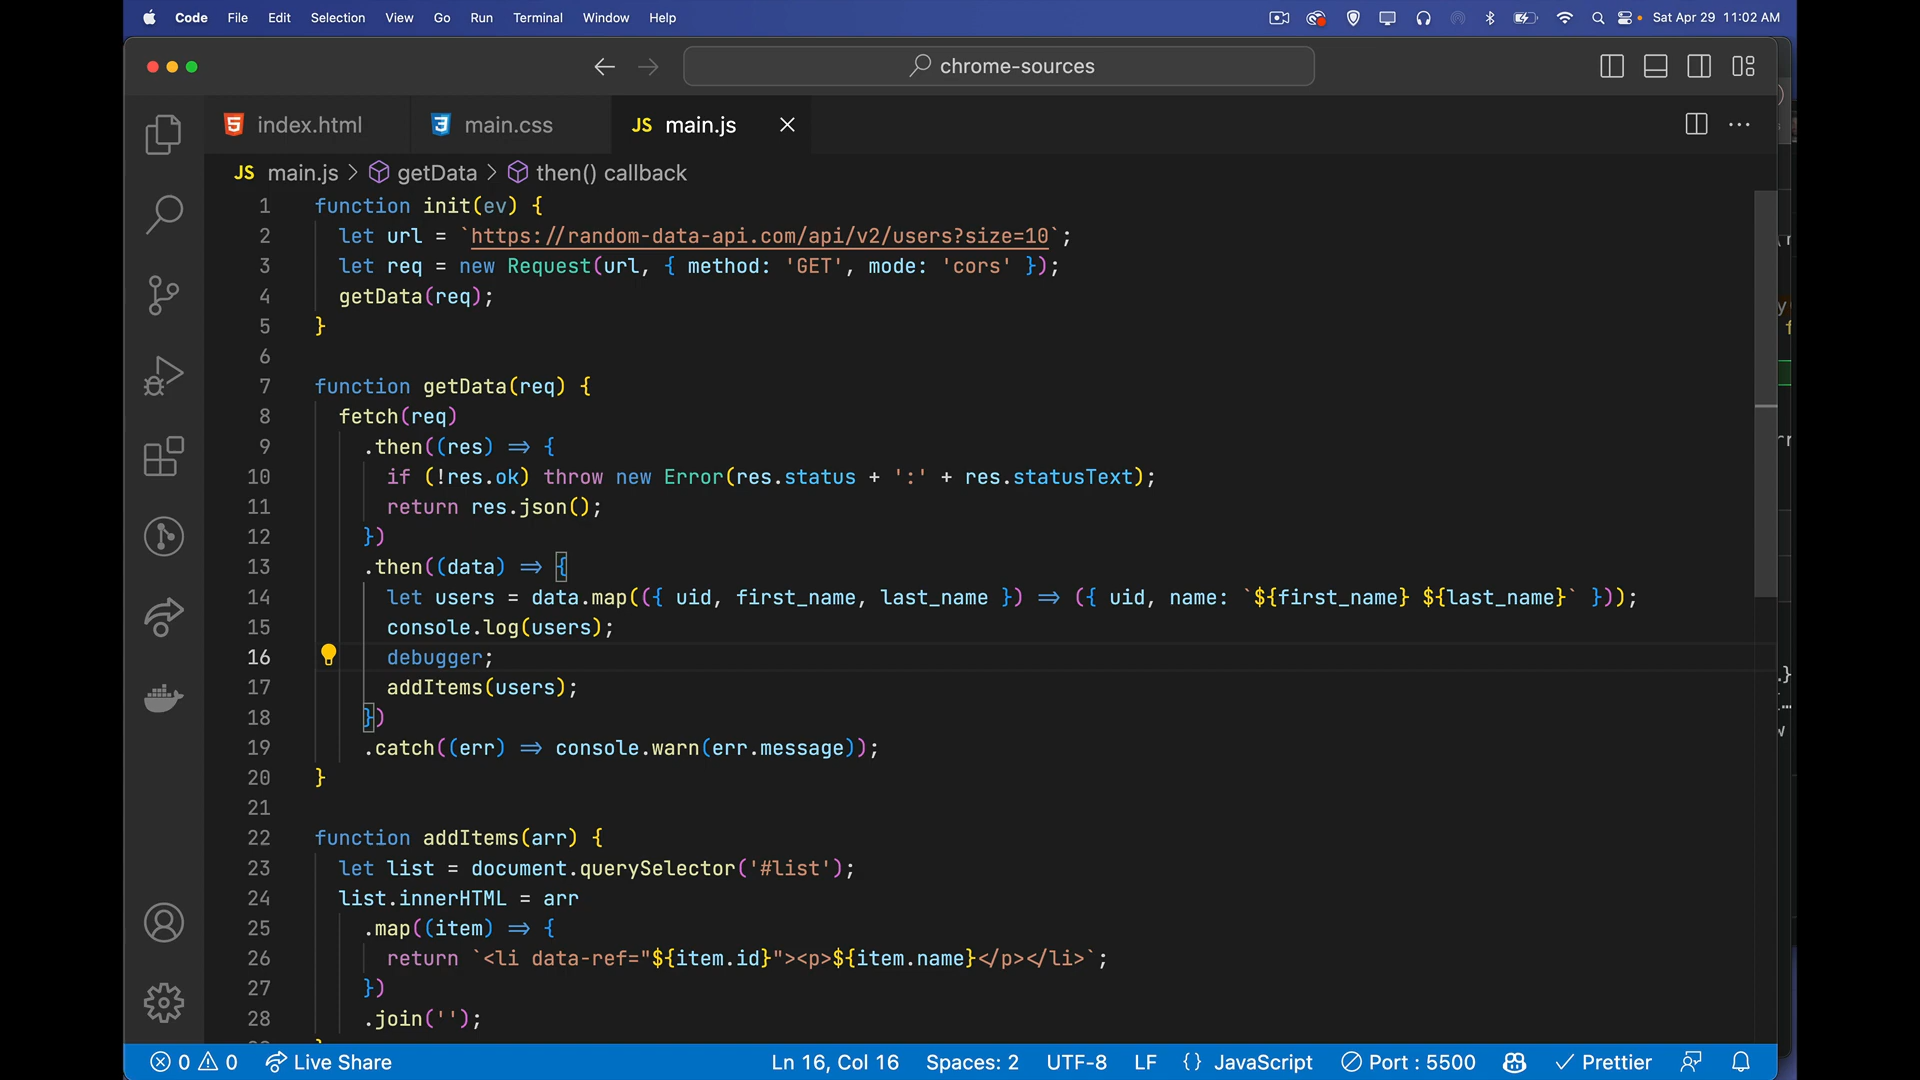 Code File Edit Selection View Go Run Terminal Window Help Sat Apr 29 11:02 AM
chrome-sources
index.html main.css JS main.js
JS main.js > getData > then() callback
1 function init(ev) {
2 let url = `https://random-data-api.com/api/v2/users?size=10`;
3 let req = new Request(url, { method: 'GET', mode: 'cors' });
4 getData(req);
5 }
6
7 function getData(req) {
8 fetch(req)
9 .then((res) => {
10 if (!res.ok) throw new Error(res.status + ':' + res.statusText);
11 return res.json();
12 })
13 .then((data) => {
14 let users = data.map(({ uid, first_name, last_name }) => ({ uid, name: `${first_name} ${last_name}` }));
15 console.log(users);
16 debugger;
17 addItems(users);
18 })
19 .catch((err) => console.warn(err.message));
20 }
21
22 function addItems(arr) {
23 let list = document.querySelector('#list');
24 list.innerHTML = arr
25 .map((item) => {
26 return `<li data-ref="${item.id}"><p>${item.name}</p></li>`;
27 })
28 .join('');
0 0 Live Share Ln 16, Col 16 Spaces: 2 UTF-8 LF {} JavaScript Port : 5500 Prettier